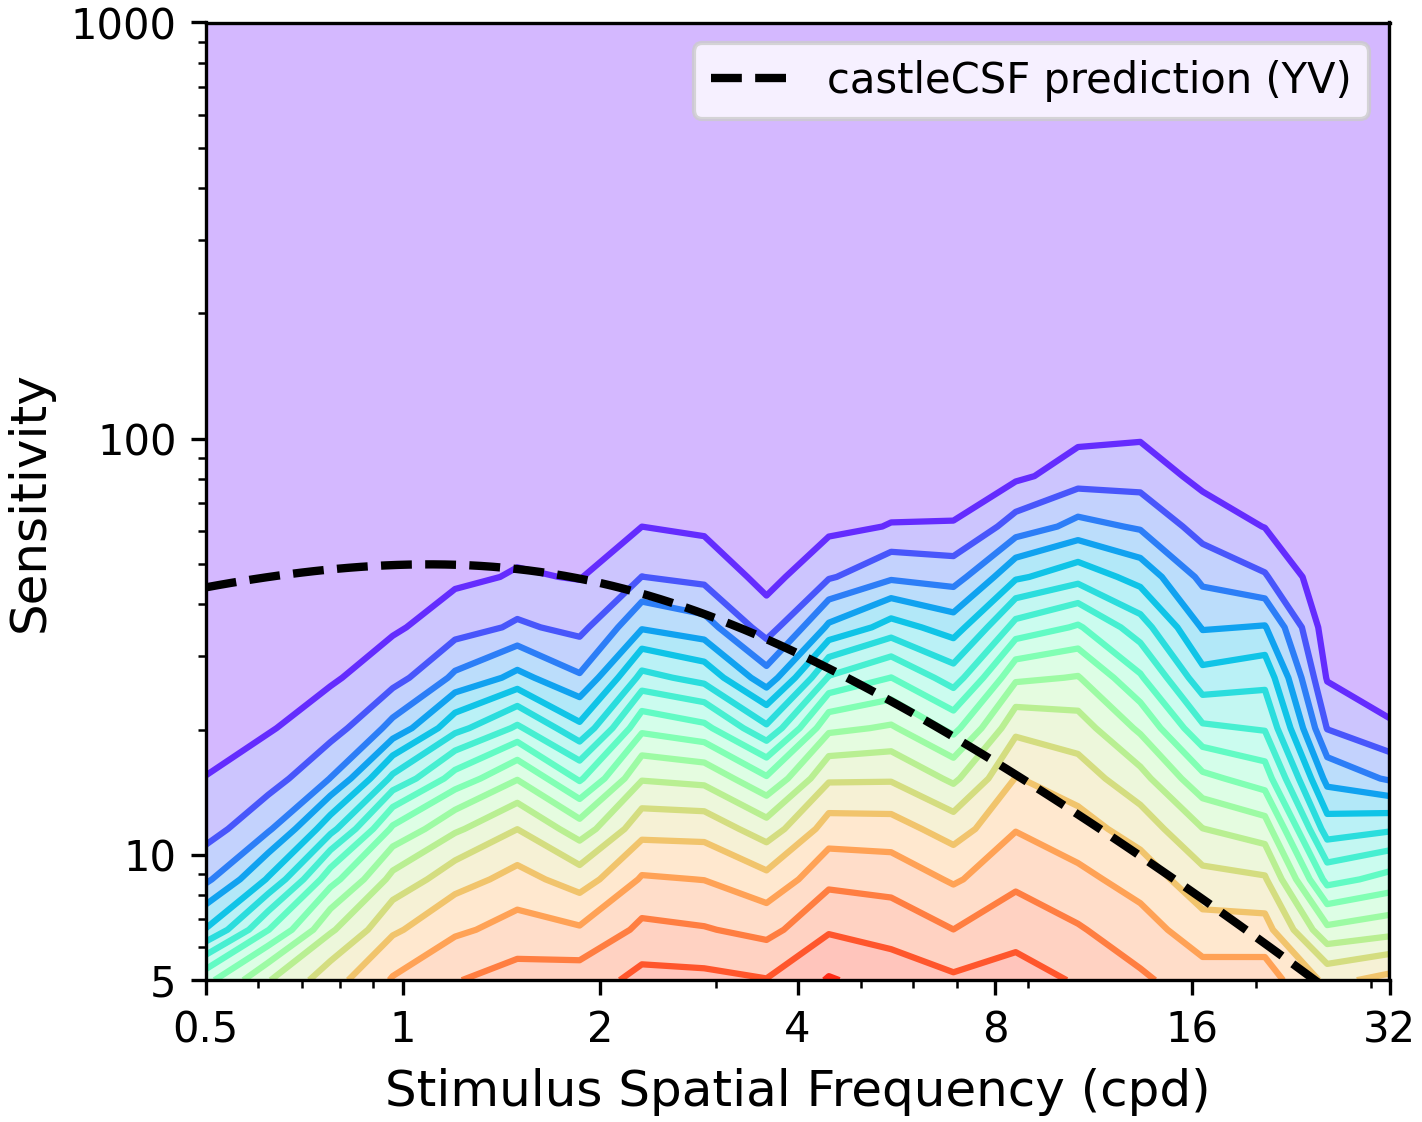 1000
castleCSF prediction (YV)
100
Sensitivity
10
5
0.5 1 2 4 8 16 32
Stimulus Spatial Frequency (cpd)